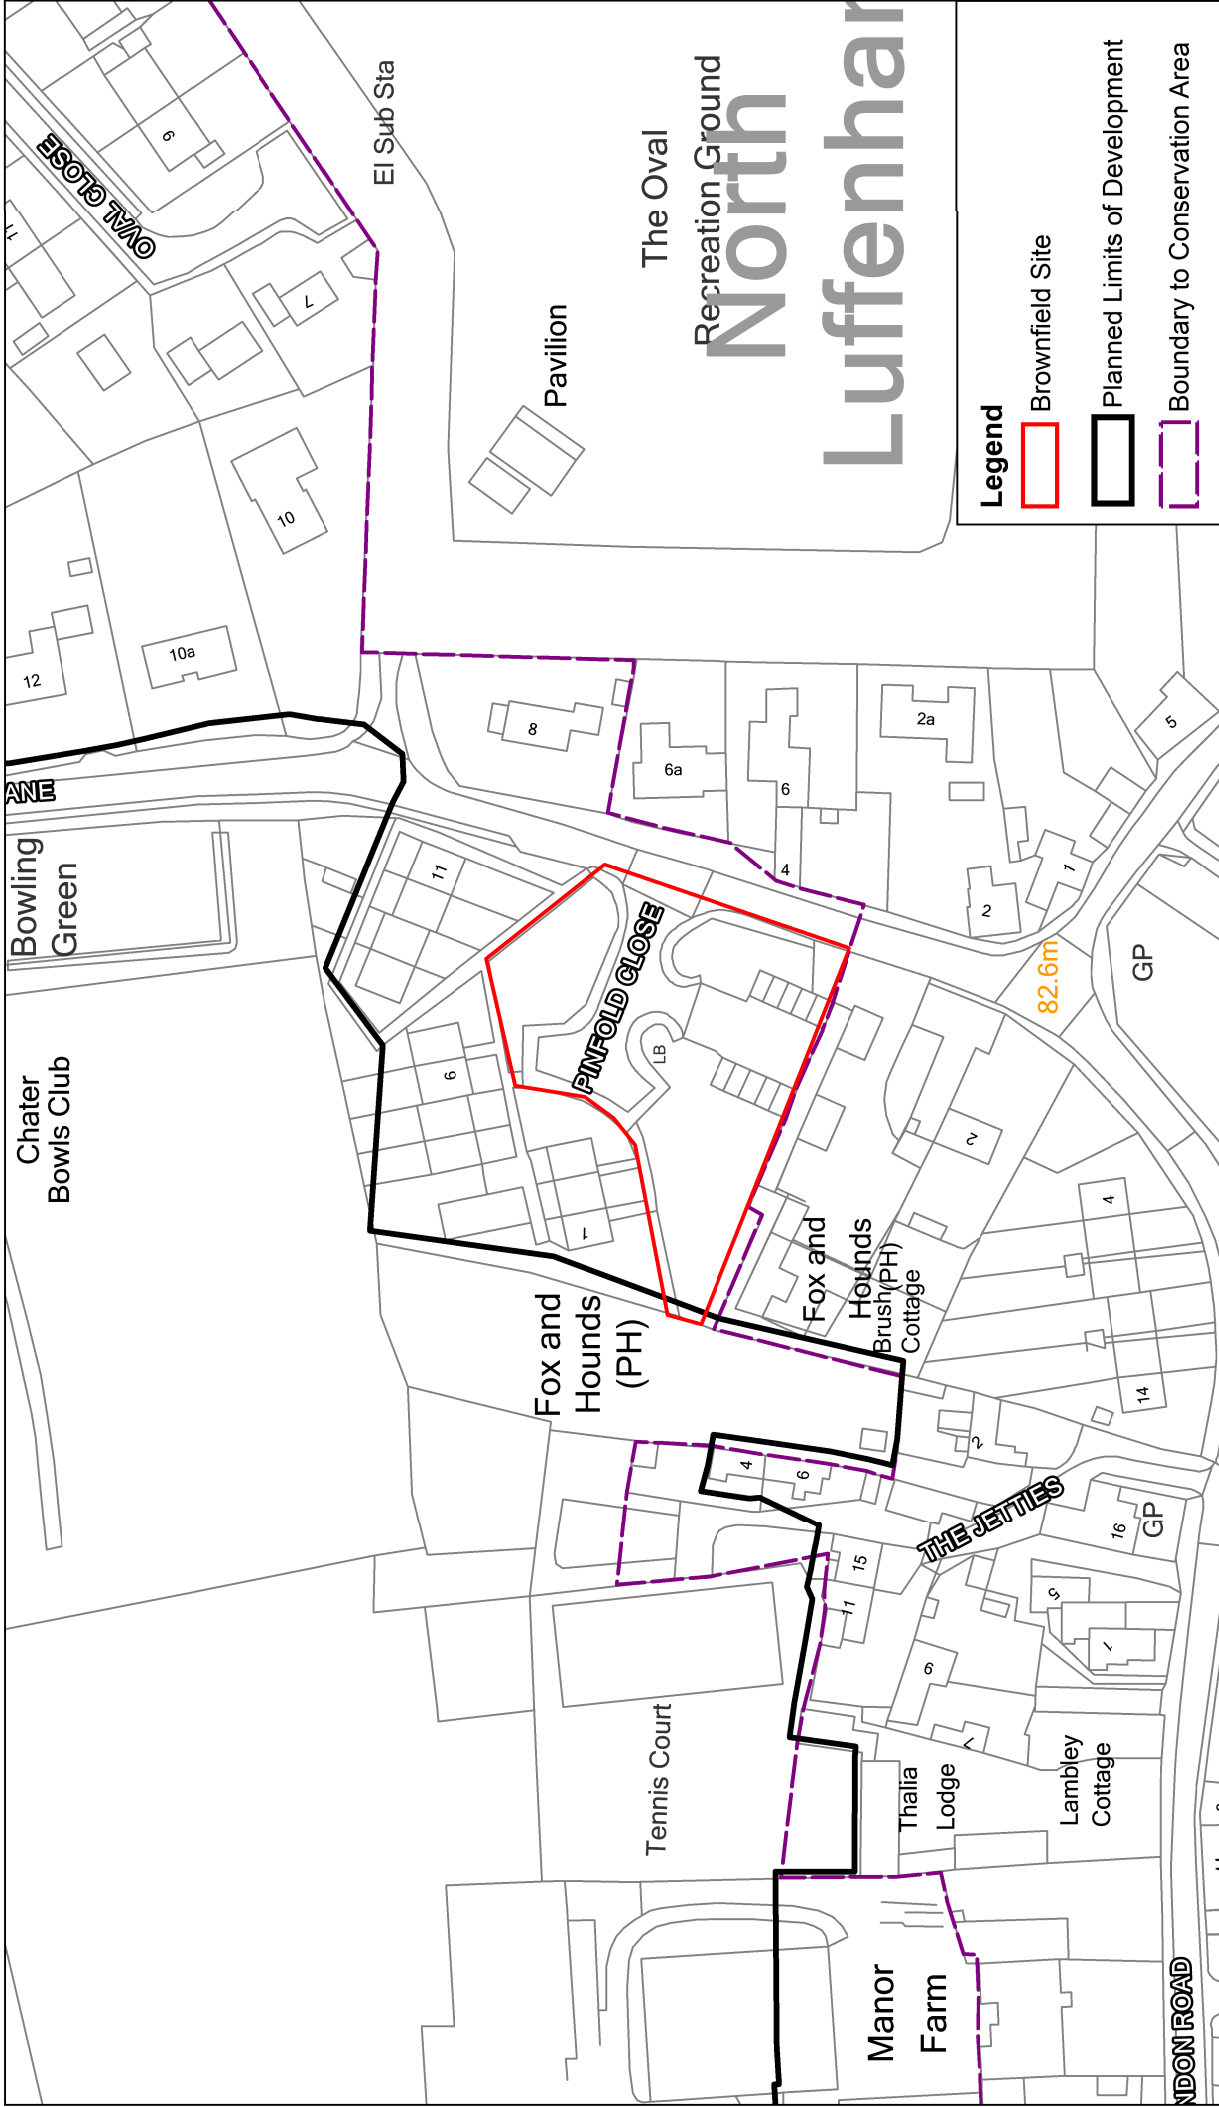 OVAL CLOSE
11
9
7
El Sub Sta
The Oval
Recreation Ground
North
Luffenhar
Pavilion
10
12
10a
8
6a
6
4
2a
5
2
1
ANE
Bowling
Green
Chater
Bowls Club
11
9
1
PINFOLD CLOSE
LB
82.6m
GP
2
4
14
Fox and
Hounds
(PH)
Fox and
Hounds
(PH)
Brush
Cottage
4
6
2
THE JETTIES
16
GP
15
11
5
9
7
Tennis Court
Thalia
Lodge
Lambley
Cottage
Manor
Farm
NDON ROAD
Legend
Brownfield Site
Planned Limits of Development
Boundary to Conservation Area